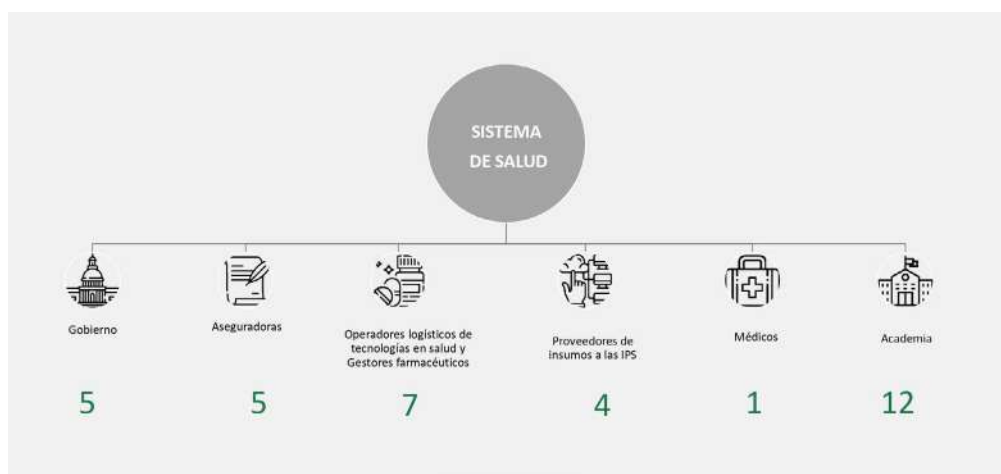 SISTEMA
DE SALUD
Gobierno
Aseguradoras
Operadores logísticos de
tecnologías en salud y
Gestores farmacéuticos
Proveedores de
insumos a las IPS
Médicos
Academia
5
5
7
4
1
12